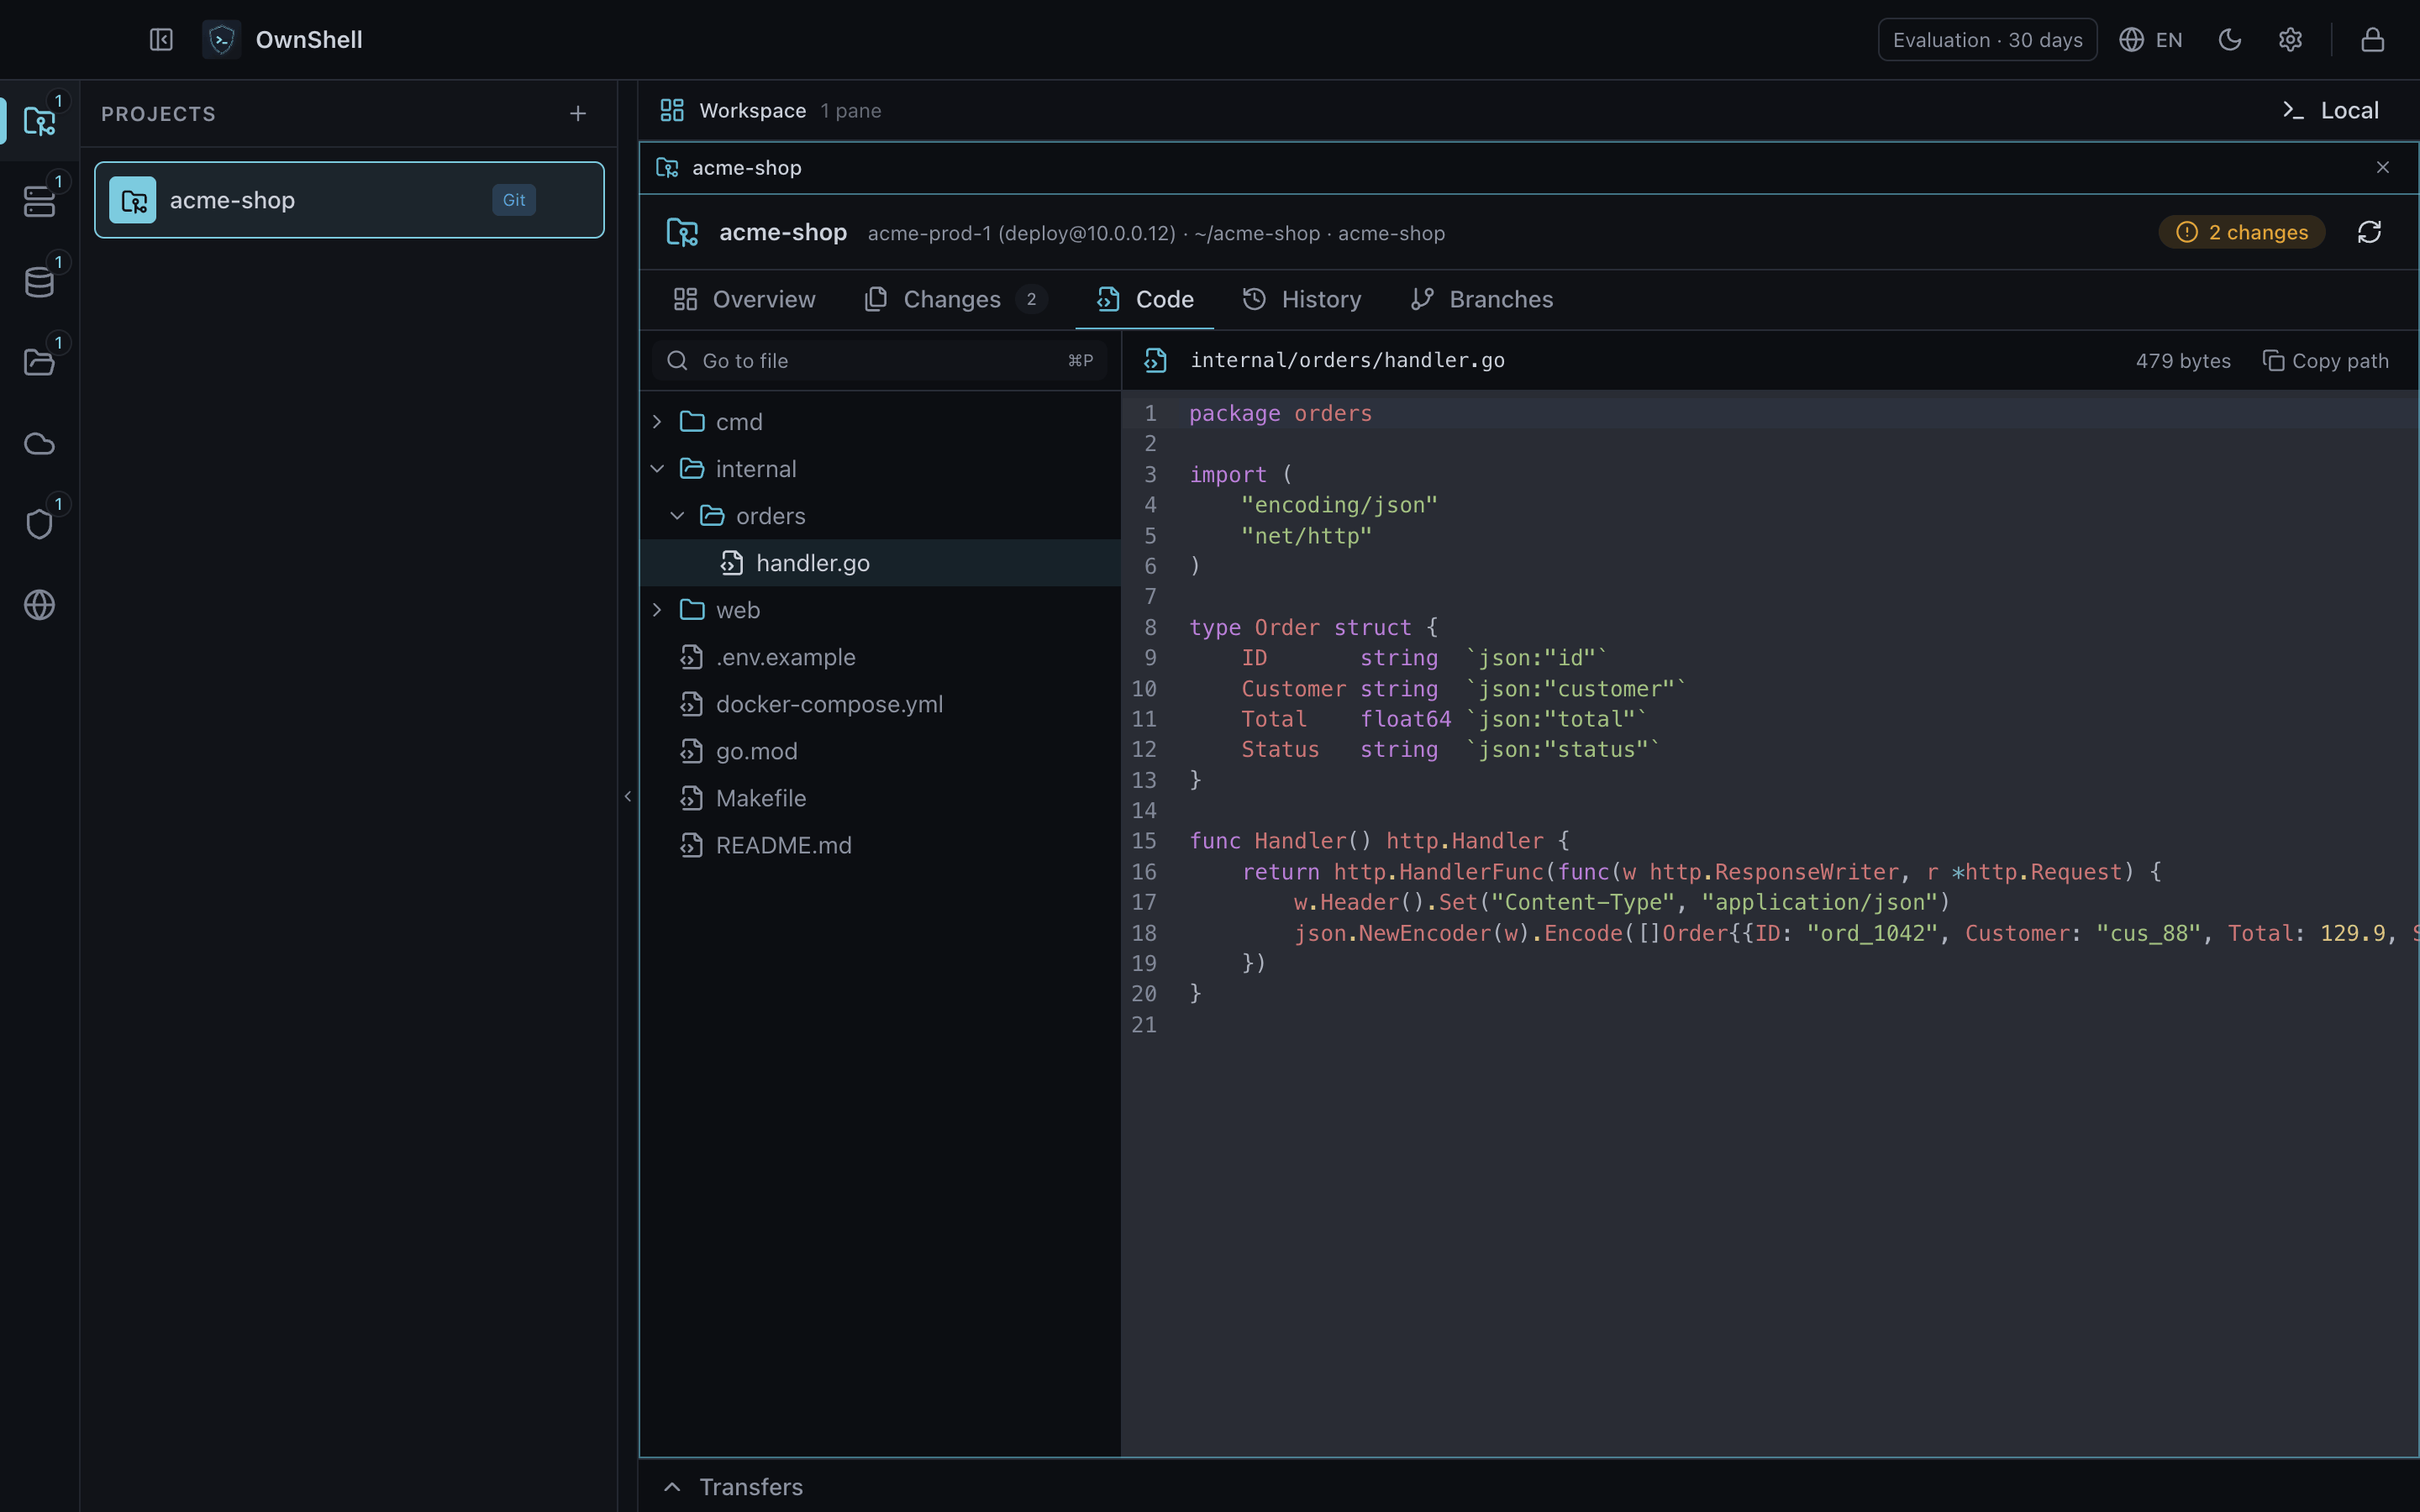 OwnShell
Evaluation · 30 days
EN
1
1
1
1
1
PROJECTS
acme-shop
Git
Workspace 1 pane
Local
acme-shop
acme-shop acme-prod-1 (deploy@10.0.0.12) · ~/acme-shop · acme-shop
2 changes
Overview
Changes 2
Code
History
Branches
Go to file ⌘P
cmd
internal
orders
handler.go
web
.env.example
docker-compose.yml
go.mod
Makefile
README.md
internal/orders/handler.go
479 bytes
Copy path
1 package orders
2
3 import (
4     "encoding/json"
5     "net/http"
6 )
7
8 type Order struct {
9     ID       string  `json:"id"`
10     Customer string  `json:"customer"`
11     Total    float64 `json:"total"`
12     Status   string  `json:"status"`
13 }
14
15 func Handler() http.Handler {
16     return http.HandlerFunc(func(w http.ResponseWriter, r *http.Request) {
17         w.Header().Set("Content-Type", "application/json")
18         json.NewEncoder(w).Encode([]Order{{ID: "ord_1042", Customer: "cus_88", Total: 129.9,
19     })
20 }
21
Transfers